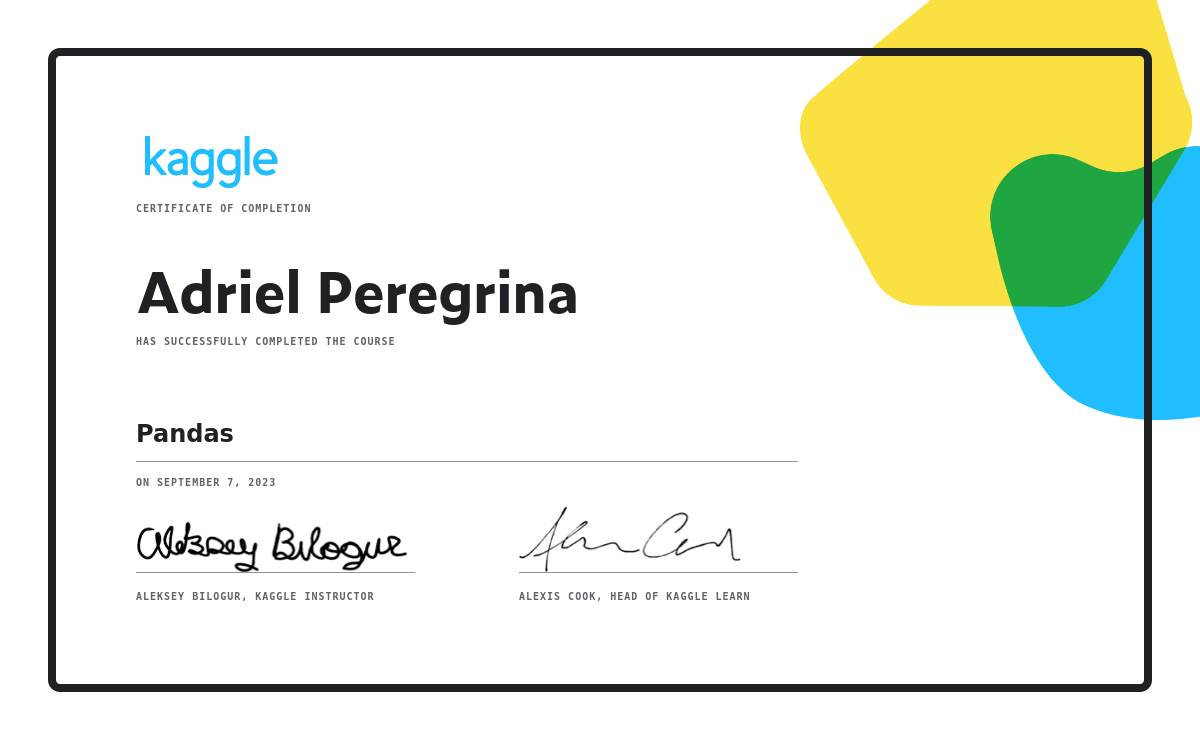 kaggle
CERTIFICATE OF COMPLETION
Adriel Peregrina
HAS SUCCESSFULLY COMPLETED THE COURSE
Pandas
ON SEPTEMBER 7, 2023
Aleksey Bilogur
ALEKSEY BILOGUR, KAGGLE INSTRUCTOR
ALEXIS COOK, HEAD OF KAGGLE LEARN